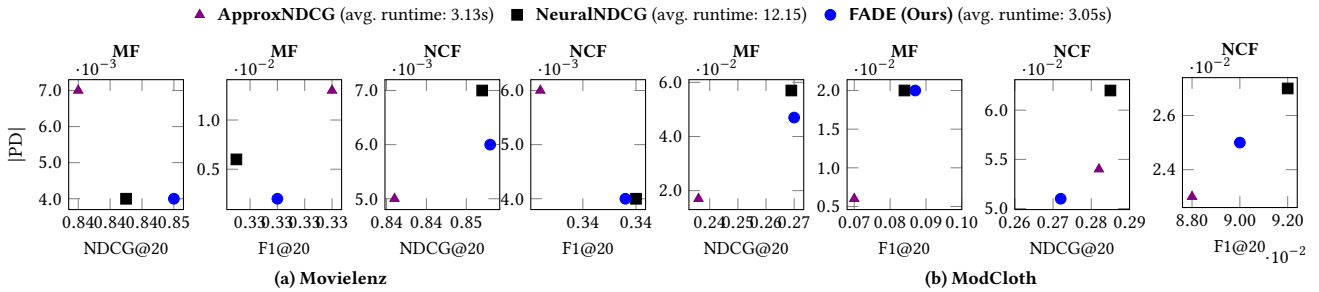 ApproxNDCG (avg. runtime: 3.13s) NeuralNDCG (avg. runtime: 12.15) FADE (Ours) (avg. runtime: 3.05s)
MF MF NCF NCF MF MF NCF NCF
·10⁻³ ·10⁻² ·10⁻³ ·10⁻³ ·10⁻² ·10⁻² ·10⁻² ·10⁻²
|PD|
7.0 6.0 5.0 4.0
1.0 0.5
7.0 6.0 5.0
6.0 5.0 4.0
6.0 4.0 2.0
2.0 1.5 1.0 0.5
6.0 5.5 5.0
2.6 2.4
0.84 0.84 0.84 0.85
0.33 0.33 0.33 0.33
0.84 0.84 0.85
0.34 0.34
0.24 0.25 0.26 0.27
0.07 0.08 0.09 0.10
0.26 0.27 0.28 0.29
8.80 9.00 9.20
·10⁻²
NDCG@20 F1@20 NDCG@20 F1@20 NDCG@20 F1@20 NDCG@20 F1@20
(a) Movielenz (b) ModCloth